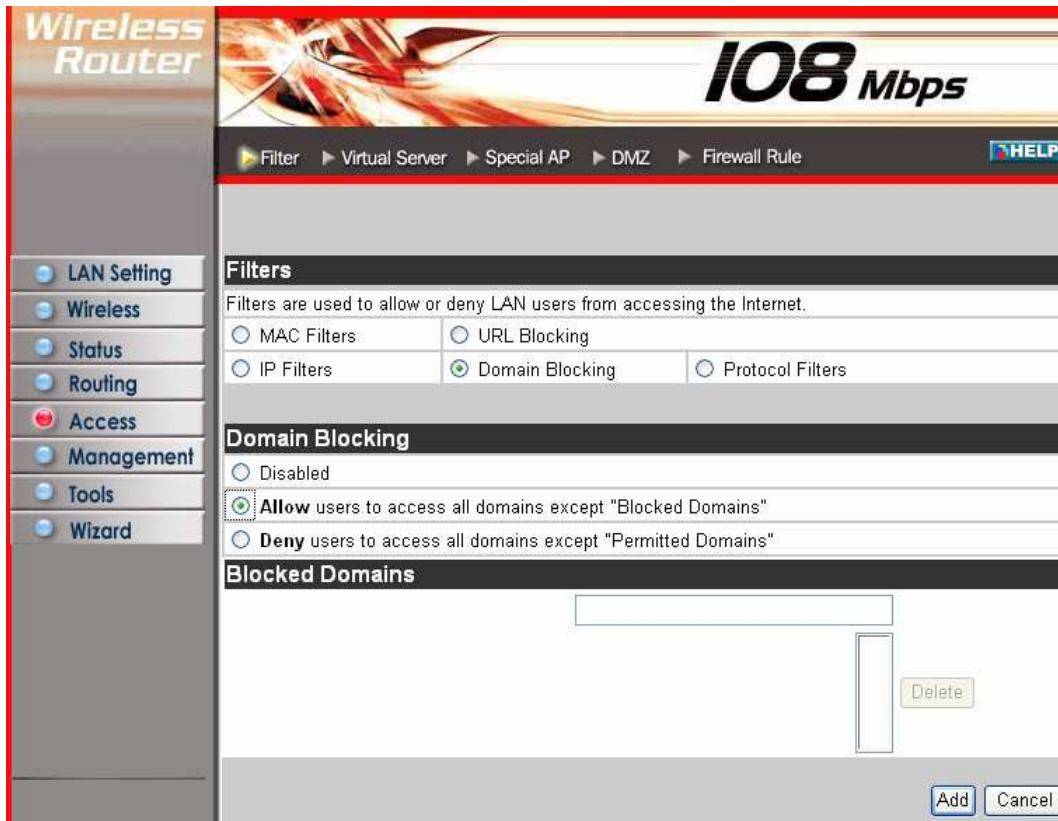 Wireless
Router
108 Mbps
Filter Virtual Server Special AP DMZ Firewall Rule HELP
LAN Setting
Wireless
Status
Routing
Access
Management
Tools
Wizard
Filters
Filters are used to allow or deny LAN users from accessing the Internet.
MAC Filters URL Blocking
IP Filters Domain Blocking Protocol Filters
Domain Blocking
Disabled
Allow users to access all domains except "Blocked Domains"
Deny users to access all domains except "Permitted Domains"
Blocked Domains
Delete
Add Cancel